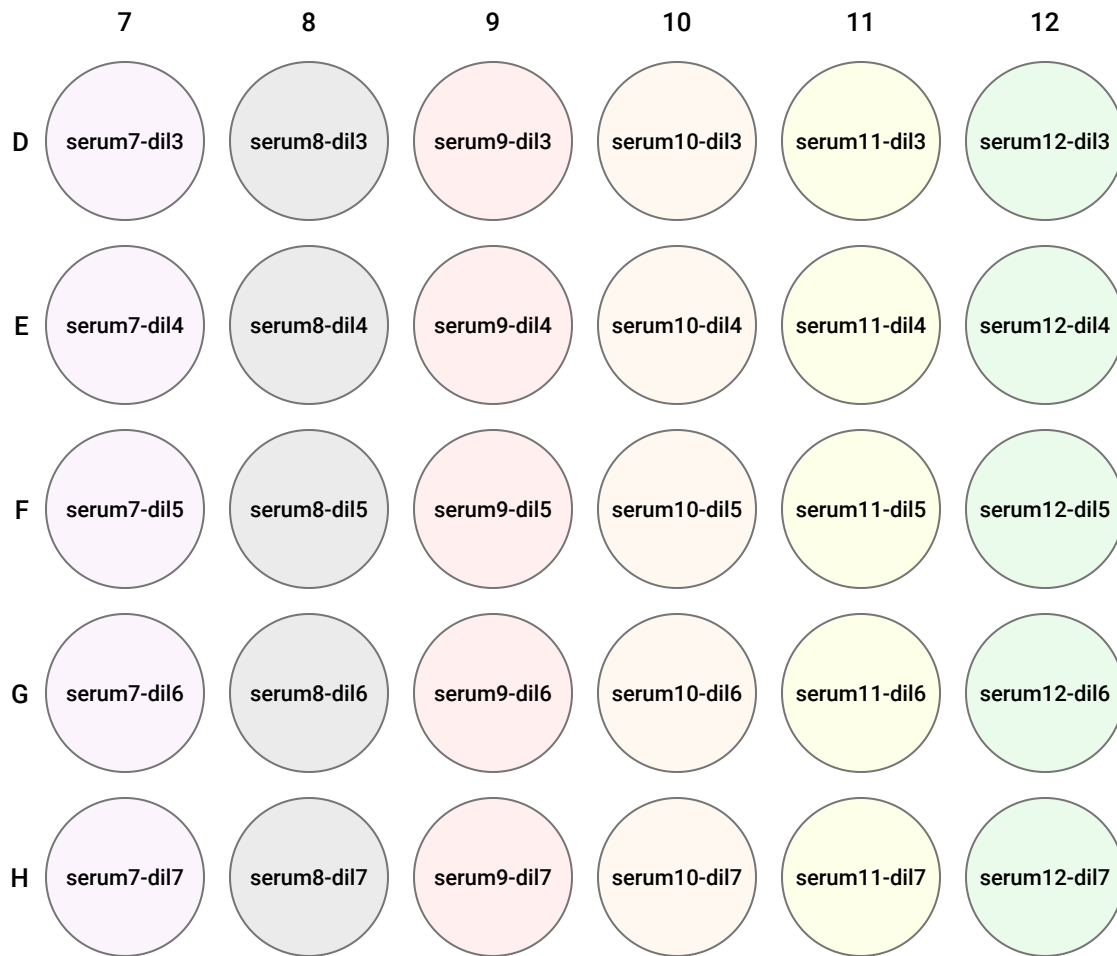 7 8 9 10 11 12
D serum7-dil3 serum8-dil3 serum9-dil3 serum10-dil3 serum11-dil3 serum12-dil3
E serum7-dil4 serum8-dil4 serum9-dil4 serum10-dil4 serum11-dil4 serum12-dil4
F serum7-dil5 serum8-dil5 serum9-dil5 serum10-dil5 serum11-dil5 serum12-dil5
G serum7-dil6 serum8-dil6 serum9-dil6 serum10-dil6 serum11-dil6 serum12-dil6
H serum7-dil7 serum8-dil7 serum9-dil7 serum10-dil7 serum11-dil7 serum12-dil7